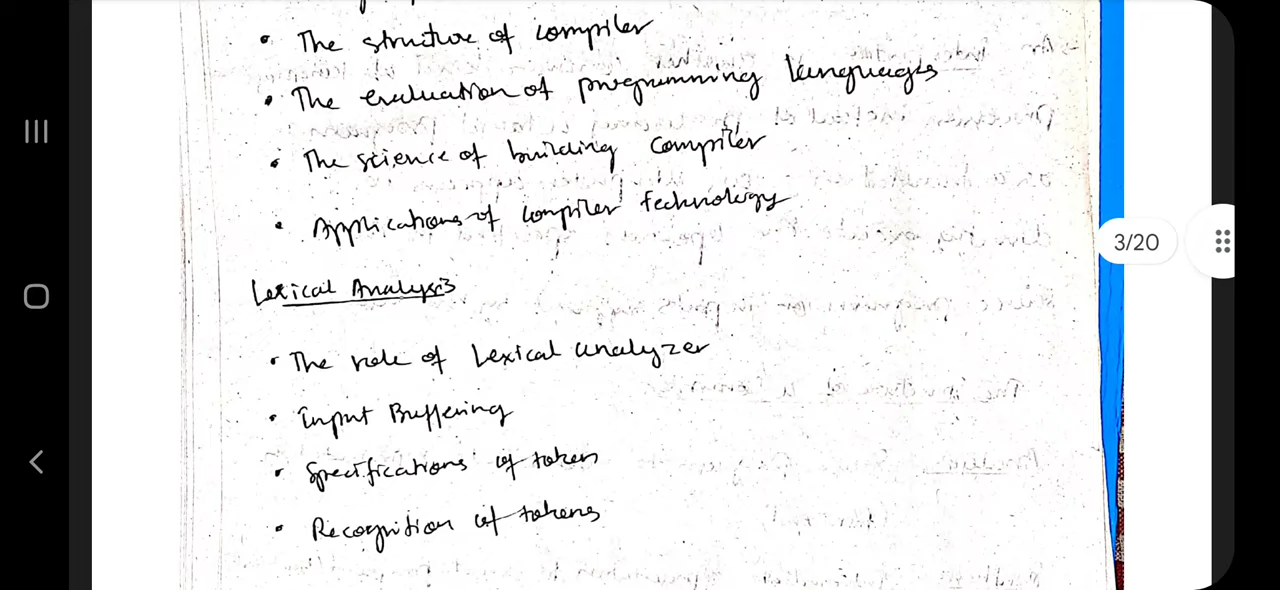 • The structure of compiler
• The evaluation of programming languages
• The science of building compiler
• Applications of compiler technology
Lexical Analysis
• The role of Lexical analyzer
• Input Buffering
• Specifications of token
• Recognition of tokens
3/20